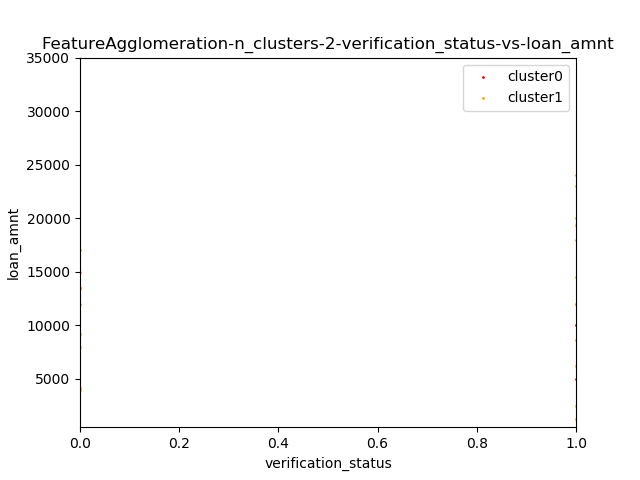 FeatureAgglomeration-n_clusters-2-verification_status-vs-loan_amnt
35000
30000
25000
20000
15000
10000
5000
loan_amnt
cluster0
cluster1
0.0 0.2 0.4 0.6 0.8 1.0
verification_status